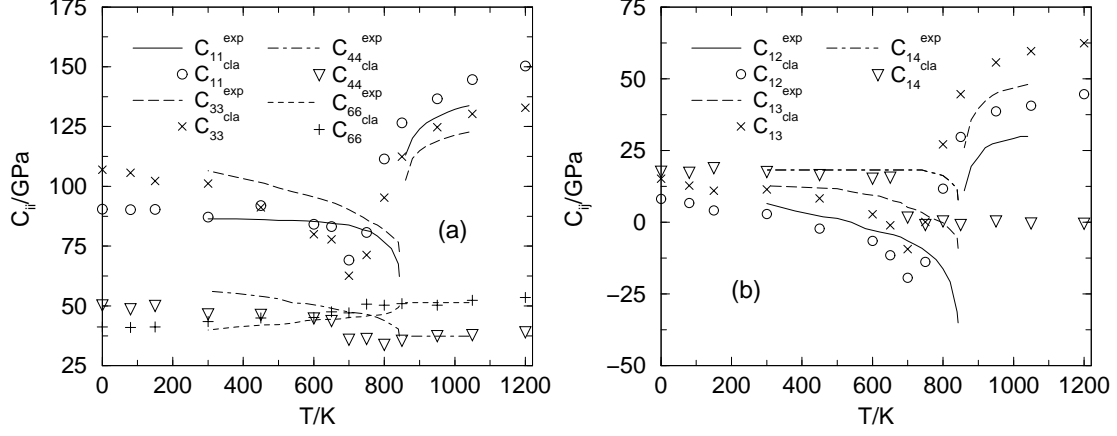 C₁₁ᵉˣᵖ C₄₄ᵉˣᵖ
C₁₁ᶜˡᵃ C₄₄ᶜˡᵃ
C₃₃ᵉˣᵖ C₆₆ᵉˣᵖ
C₃₃ᶜˡᵃ C₆₆ᶜˡᵃ
(a)
175
150
125
100
75
50
25
C_ii/GPa
0 200 400 600 800 1000 1200
T/K
C₁₂ᵉˣᵖ C₁₄ᵉˣᵖ
C₁₂ᶜˡᵃ C₁₄ᶜˡᵃ
C₁₃ᵉˣᵖ
C₁₃ᶜˡᵃ
(b)
75
50
25
0
−25
−50
C_ij/GPa
0 200 400 600 800 1000 1200
T/K